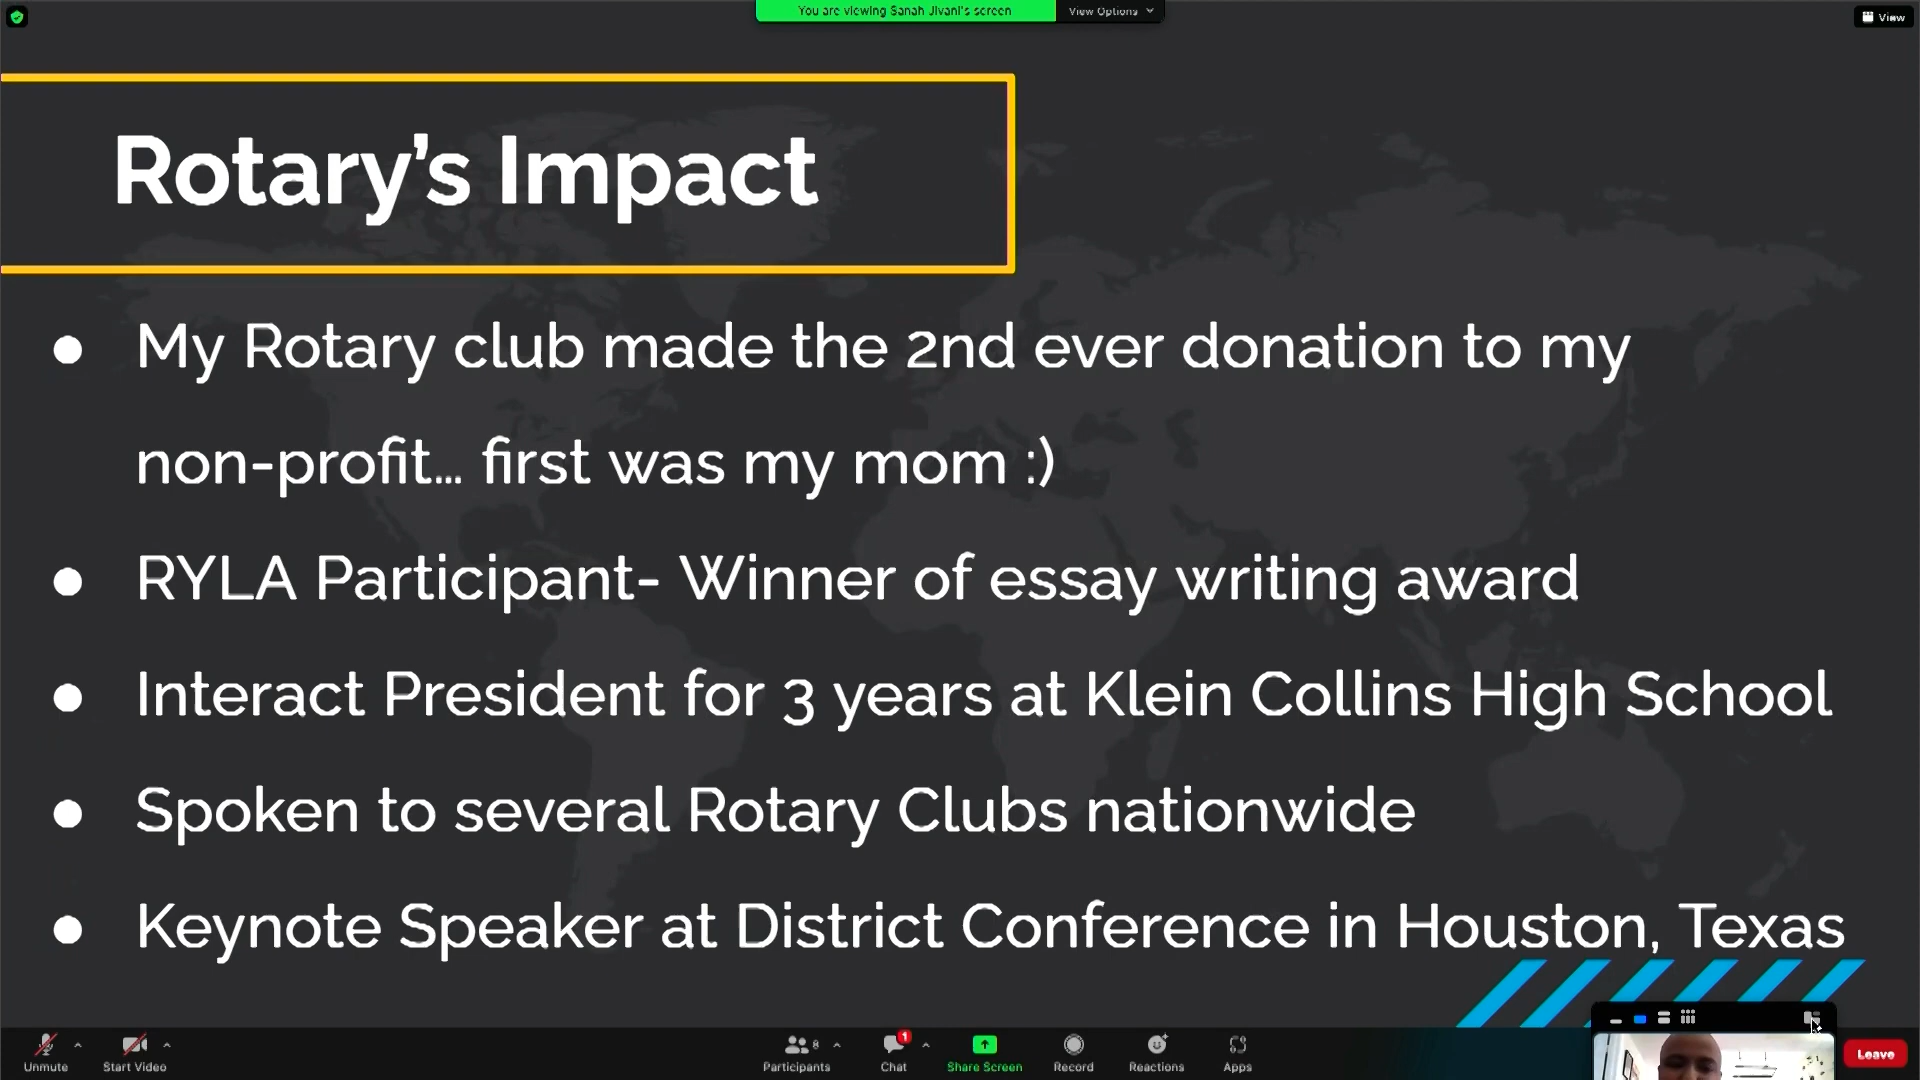 You are viewing Sanah Jivani's screen
View Options
View
Rotary's Impact
● My Rotary club made the 2nd ever donation to my
non-profit... first was my mom :)
● RYLA Participant- Winner of essay writing award
● Interact President for 3 years at Klein Collins High School
● Spoken to several Rotary Clubs nationwide
● Keynote Speaker at District Conference in Houston, Texas
Unmute
Start Video
8
Participants
1
Chat
Share Screen
Record
Reactions
Apps
Leave